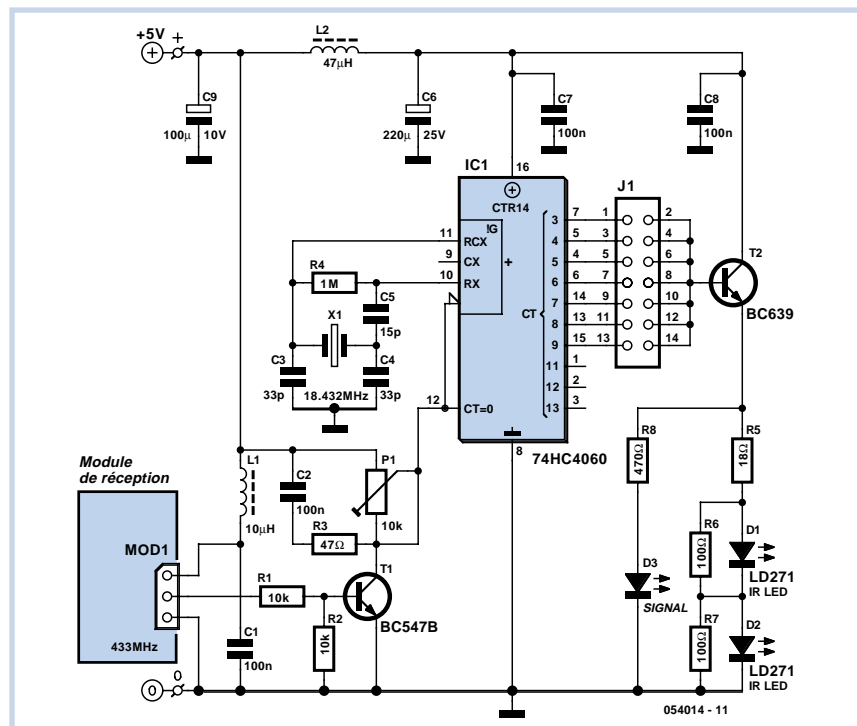 +5V
+
L2
47µH
C9
100µ
10V
C6
220µ
25V
C7
100n
C8
100n
IC1
16
CTR14
!G
+
11
RCX
9
CX
10
RX
12
CT=0
CT
3
7
4
5
5
4
6
6
7
14
8
13
9
15
11
1
12
2
13
3
8
74HC4060
J1
1
2
3
4
5
6
7
8
9
10
11
12
13
14
T2
BC639
R4
1M
C5
15p
X1
C3
33p
C4
33p
18.432MHz
Module
de réception
MOD1
433MHz
L1
10µH
C2
100n
R3
47Ω
P1
10k
R1
10k
R2
10k
T1
BC547B
C1
100n
0
0
R8
470Ω
R5
18Ω
R6
100Ω
R7
100Ω
D3
SIGNAL
D1
LD271
IR LED
D2
LD271
IR LED
054014 - 11